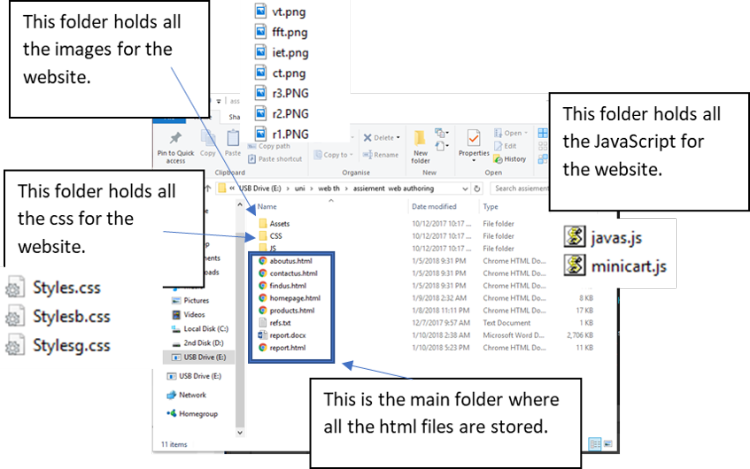 This folder holds all
the images for the
website.
vt.png
fft.png
iet.png
ct.png
r3.PNG
r2.PNG
r1.PNG
This folder holds all
the JavaScript for
the website.
javas.js
minicart.js
This folder holds all
the css for the
website.
Styles.css
Stylesb.css
Stylesg.css
Pin to Quick
access
Copy
Paste
Copy path
Paste shortcut
Clipboard
Copy to
Delete
Rename
Organise
New
folder
New
Properties
Open
Edit
History
Open
« USB Drive (E:) › uni › web th › assiement web authoring
Search assiement
Name Date modified Type
Assets 10/12/2017 10:17 ... File folder
CSS 10/12/2017 10:17 ... File folder
JS 10/12/2017 10:17 ... File folder
aboutus.html 1/5/2018 9:31 PM Chrome HTML Do...
contactus.html 1/5/2018 9:31 PM Chrome HTML Do...
findus.html 1/5/2018 9:31 PM Chrome HTML Do...
homepage.html 1/9/2018 2:32 AM Chrome HTML Do... 8 KB
products.html 1/8/2018 11:11 PM Chrome HTML Do... 17 KB
refs.txt 12/7/2017 9:57 AM Text Document 1 KB
report.docx 1/10/2018 2:42 PM Microsoft Word D... 2,706 KB
report.html 1/10/2018 5:23 PM Chrome HTML Do... 11 KB
Pictures
Videos
Local Disk (C:)
2nd Disk (D:)
USB Drive (E:)
USB Drive (E:)
Network
Homegroup
11 items
This is the main folder where
all the html files are stored.